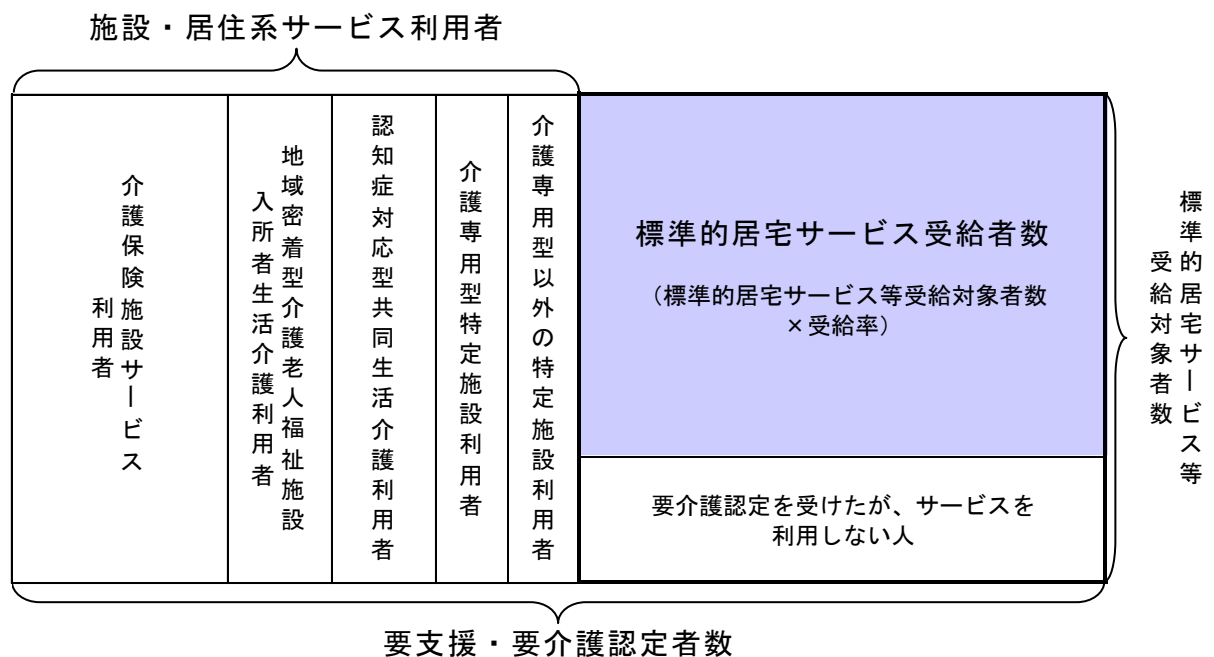 施設・居住系サービス利用者
介護保険施設サービス
利用者
地域密着型介護老人福祉施設
入所者生活介護利用者
認知症対応型共同生活介護利用者
介護専用型特定施設利用者
介護専用型以外の特定施設利用者
標準的居宅サービス受給者数
（標準的居宅サービス等受給対象者数
×受給率）
要介護認定を受けたが、サービスを
利用しない人
標準的居宅サービス等
受給対象者数
要支援・要介護認定者数